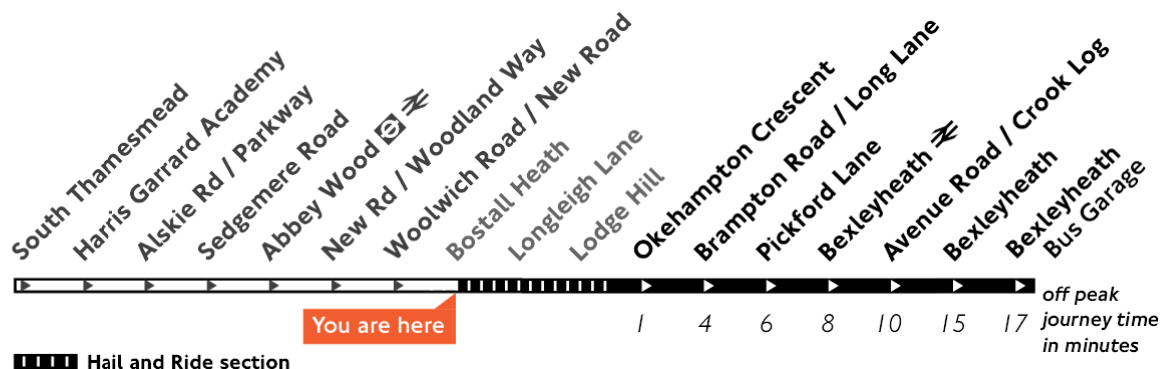 South Thamesmead
Harris Garrard Academy
Alskie Rd / Parkway
Sedgemere Road
Abbey Wood
New Rd / Woodland Way
Woolwich Road / New Road
Bostall Heath
Longleigh Lane
Lodge Hill
Okehampton Crescent
Brampton Road / Long Lane
Pickford Lane
Bexleyheath
Avenue Road / Crook Log
Bexleyheath
Bexleyheath
Bus Garage
You are here
1 4 6 8 10 15 17
off peak
journey time
in minutes
Hail and Ride section